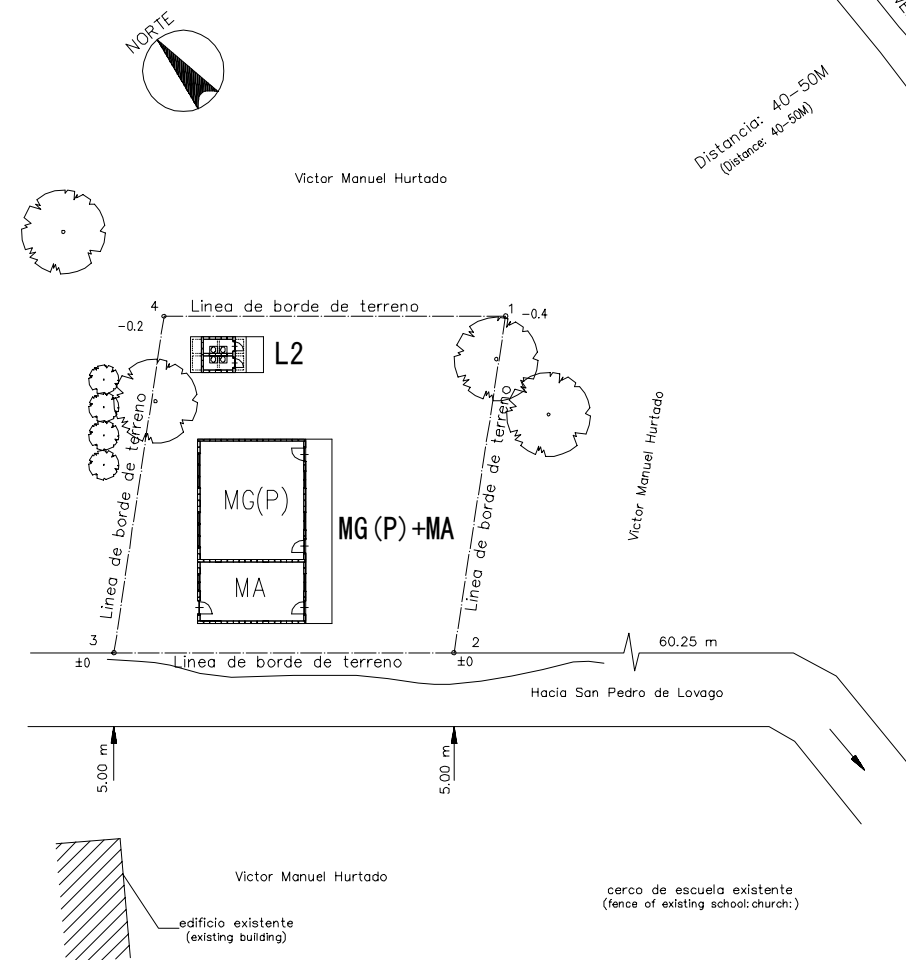 NORTE
Distancia: 40-50M
(Distance: 40-50M)
Victor Manuel Hurtado
4
Linea de borde de terreno
1
-0.4
-0.2
L2
Linea de borde de terreno
Linea de borde de terreno
Victor Manuel Hurtado
MG(P)
MG(P)+MA
MA
3
2
60.25 m
±0
Linea de borde de terreno
±0
Hacia San Pedro de Lovago
5.00 m
5.00 m
Victor Manuel Hurtado
cerco de escuela existente
(fence of existing school:church:)
edificio existente
(existing building)